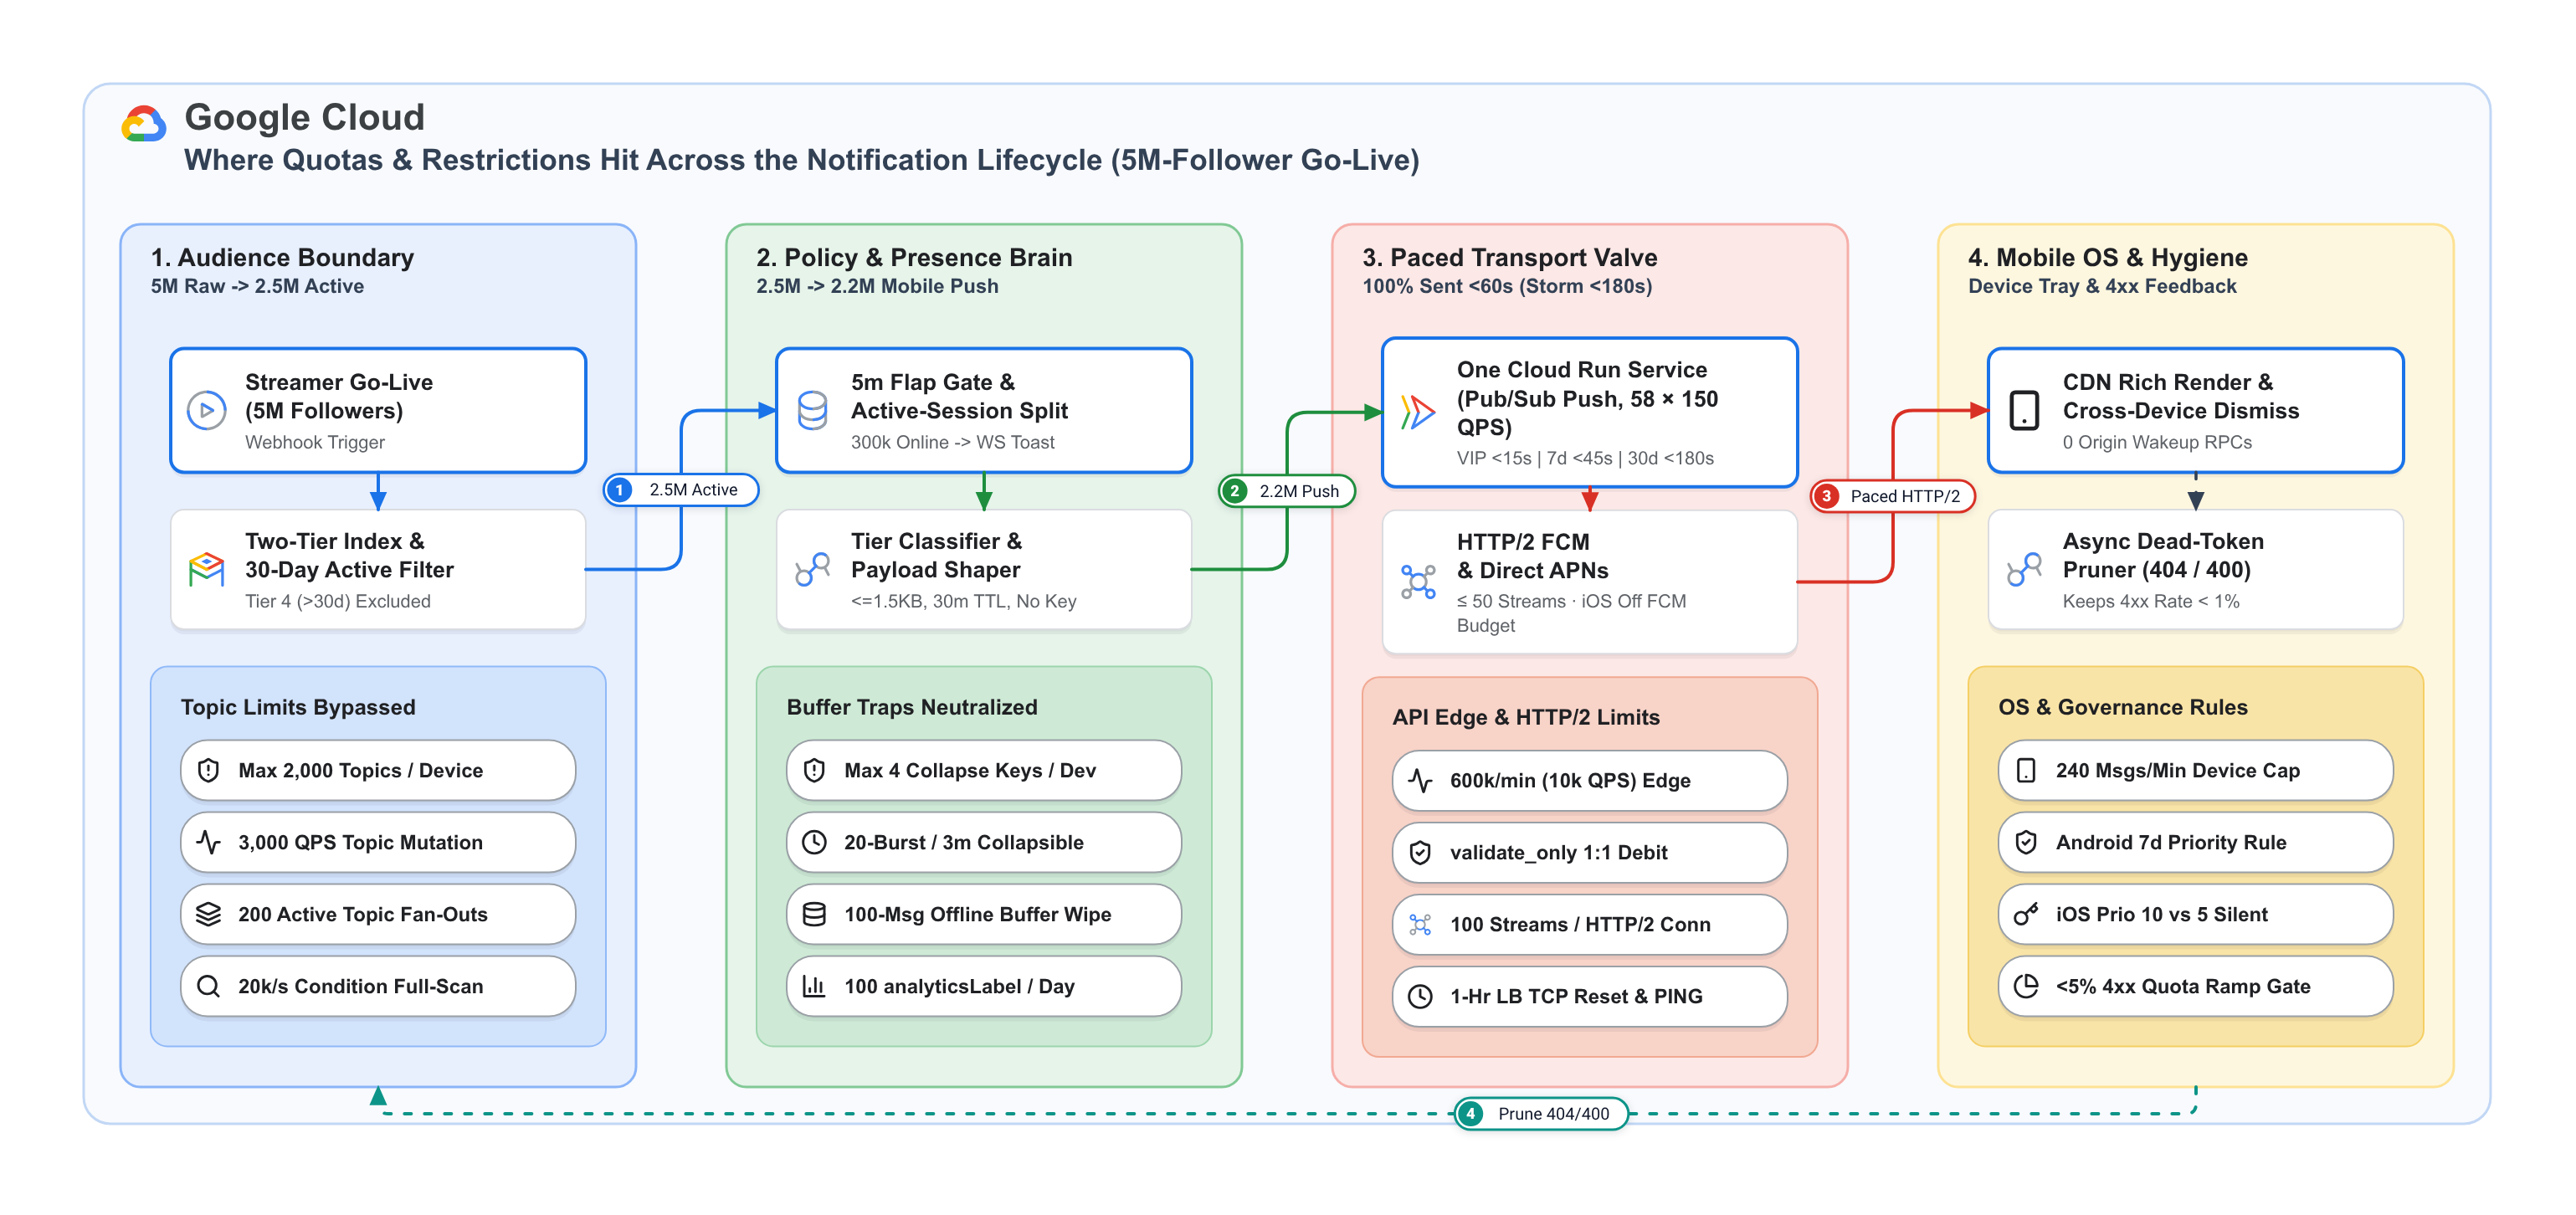 Google Cloud
Where Quotas & Restrictions Hit Across the Notification Lifecycle (5M-Follower Go-Live)
1. Audience Boundary
5M Raw -> 2.5M Active
Streamer Go-Live
(5M Followers)
Webhook Trigger
Two-Tier Index &
30-Day Active Filter
Tier 4 (>30d) Excluded
Topic Limits Bypassed
Max 2,000 Topics / Device
3,000 QPS Topic Mutation
200 Active Topic Fan-Outs
20k/s Condition Full-Scan
1 2.5M Active
2. Policy & Presence Brain
2.5M -> 2.2M Mobile Push
5m Flap Gate &
Active-Session Split
300k Online -> WS Toast
Tier Classifier &
Payload Shaper
<=1.5KB, 30m TTL, No Key
Buffer Traps Neutralized
Max 4 Collapse Keys / Dev
20-Burst / 3m Collapsible
100-Msg Offline Buffer Wipe
100 analyticsLabel / Day
2 2.2M Push
3. Paced Transport Valve
100% Sent <60s (Storm <180s)
One Cloud Run Service
(Pub/Sub Push, 58 × 150
QPS)
VIP <15s | 7d <45s | 30d <180s
HTTP/2 FCM
& Direct APNs
≤ 50 Streams · iOS Off FCM
Budget
API Edge & HTTP/2 Limits
600k/min (10k QPS) Edge
validate_only 1:1 Debit
100 Streams / HTTP/2 Conn
1-Hr LB TCP Reset & PING
3 Paced HTTP/2
4. Mobile OS & Hygiene
Device Tray & 4xx Feedback
CDN Rich Render &
Cross-Device Dismiss
0 Origin Wakeup RPCs
Async Dead-Token
Pruner (404 / 400)
Keeps 4xx Rate < 1%
OS & Governance Rules
240 Msgs/Min Device Cap
Android 7d Priority Rule
iOS Prio 10 vs 5 Silent
<5% 4xx Quota Ramp Gate
4 Prune 404/400